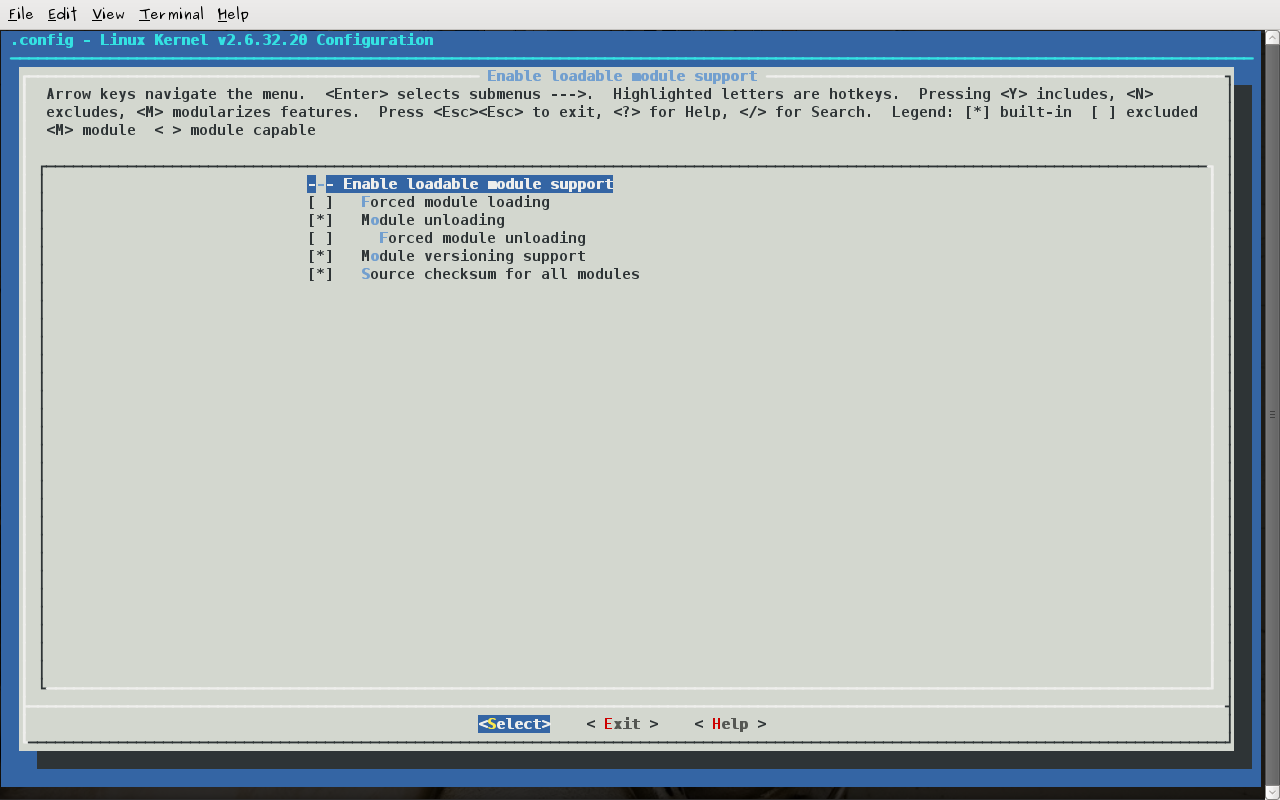 File Edit View Terminal Help
.config - Linux Kernel v2.6.32.20 Configuration
Enable loadable module support
Arrow keys navigate the menu.  <Enter> selects submenus --->.  Highlighted letters are hotkeys.  Pressing <Y> includes, <N>
excludes, <M> modularizes features.  Press <Esc><Esc> to exit, <?> for Help, </> for Search.  Legend: [*] built-in  [ ] excluded
<M> module  < > module capable
--- Enable loadable module support
[ ]   Forced module loading
[*]   Module unloading
[ ]     Forced module unloading
[*]   Module versioning support
[*]   Source checksum for all modules
<Select>    < Exit >    < Help >